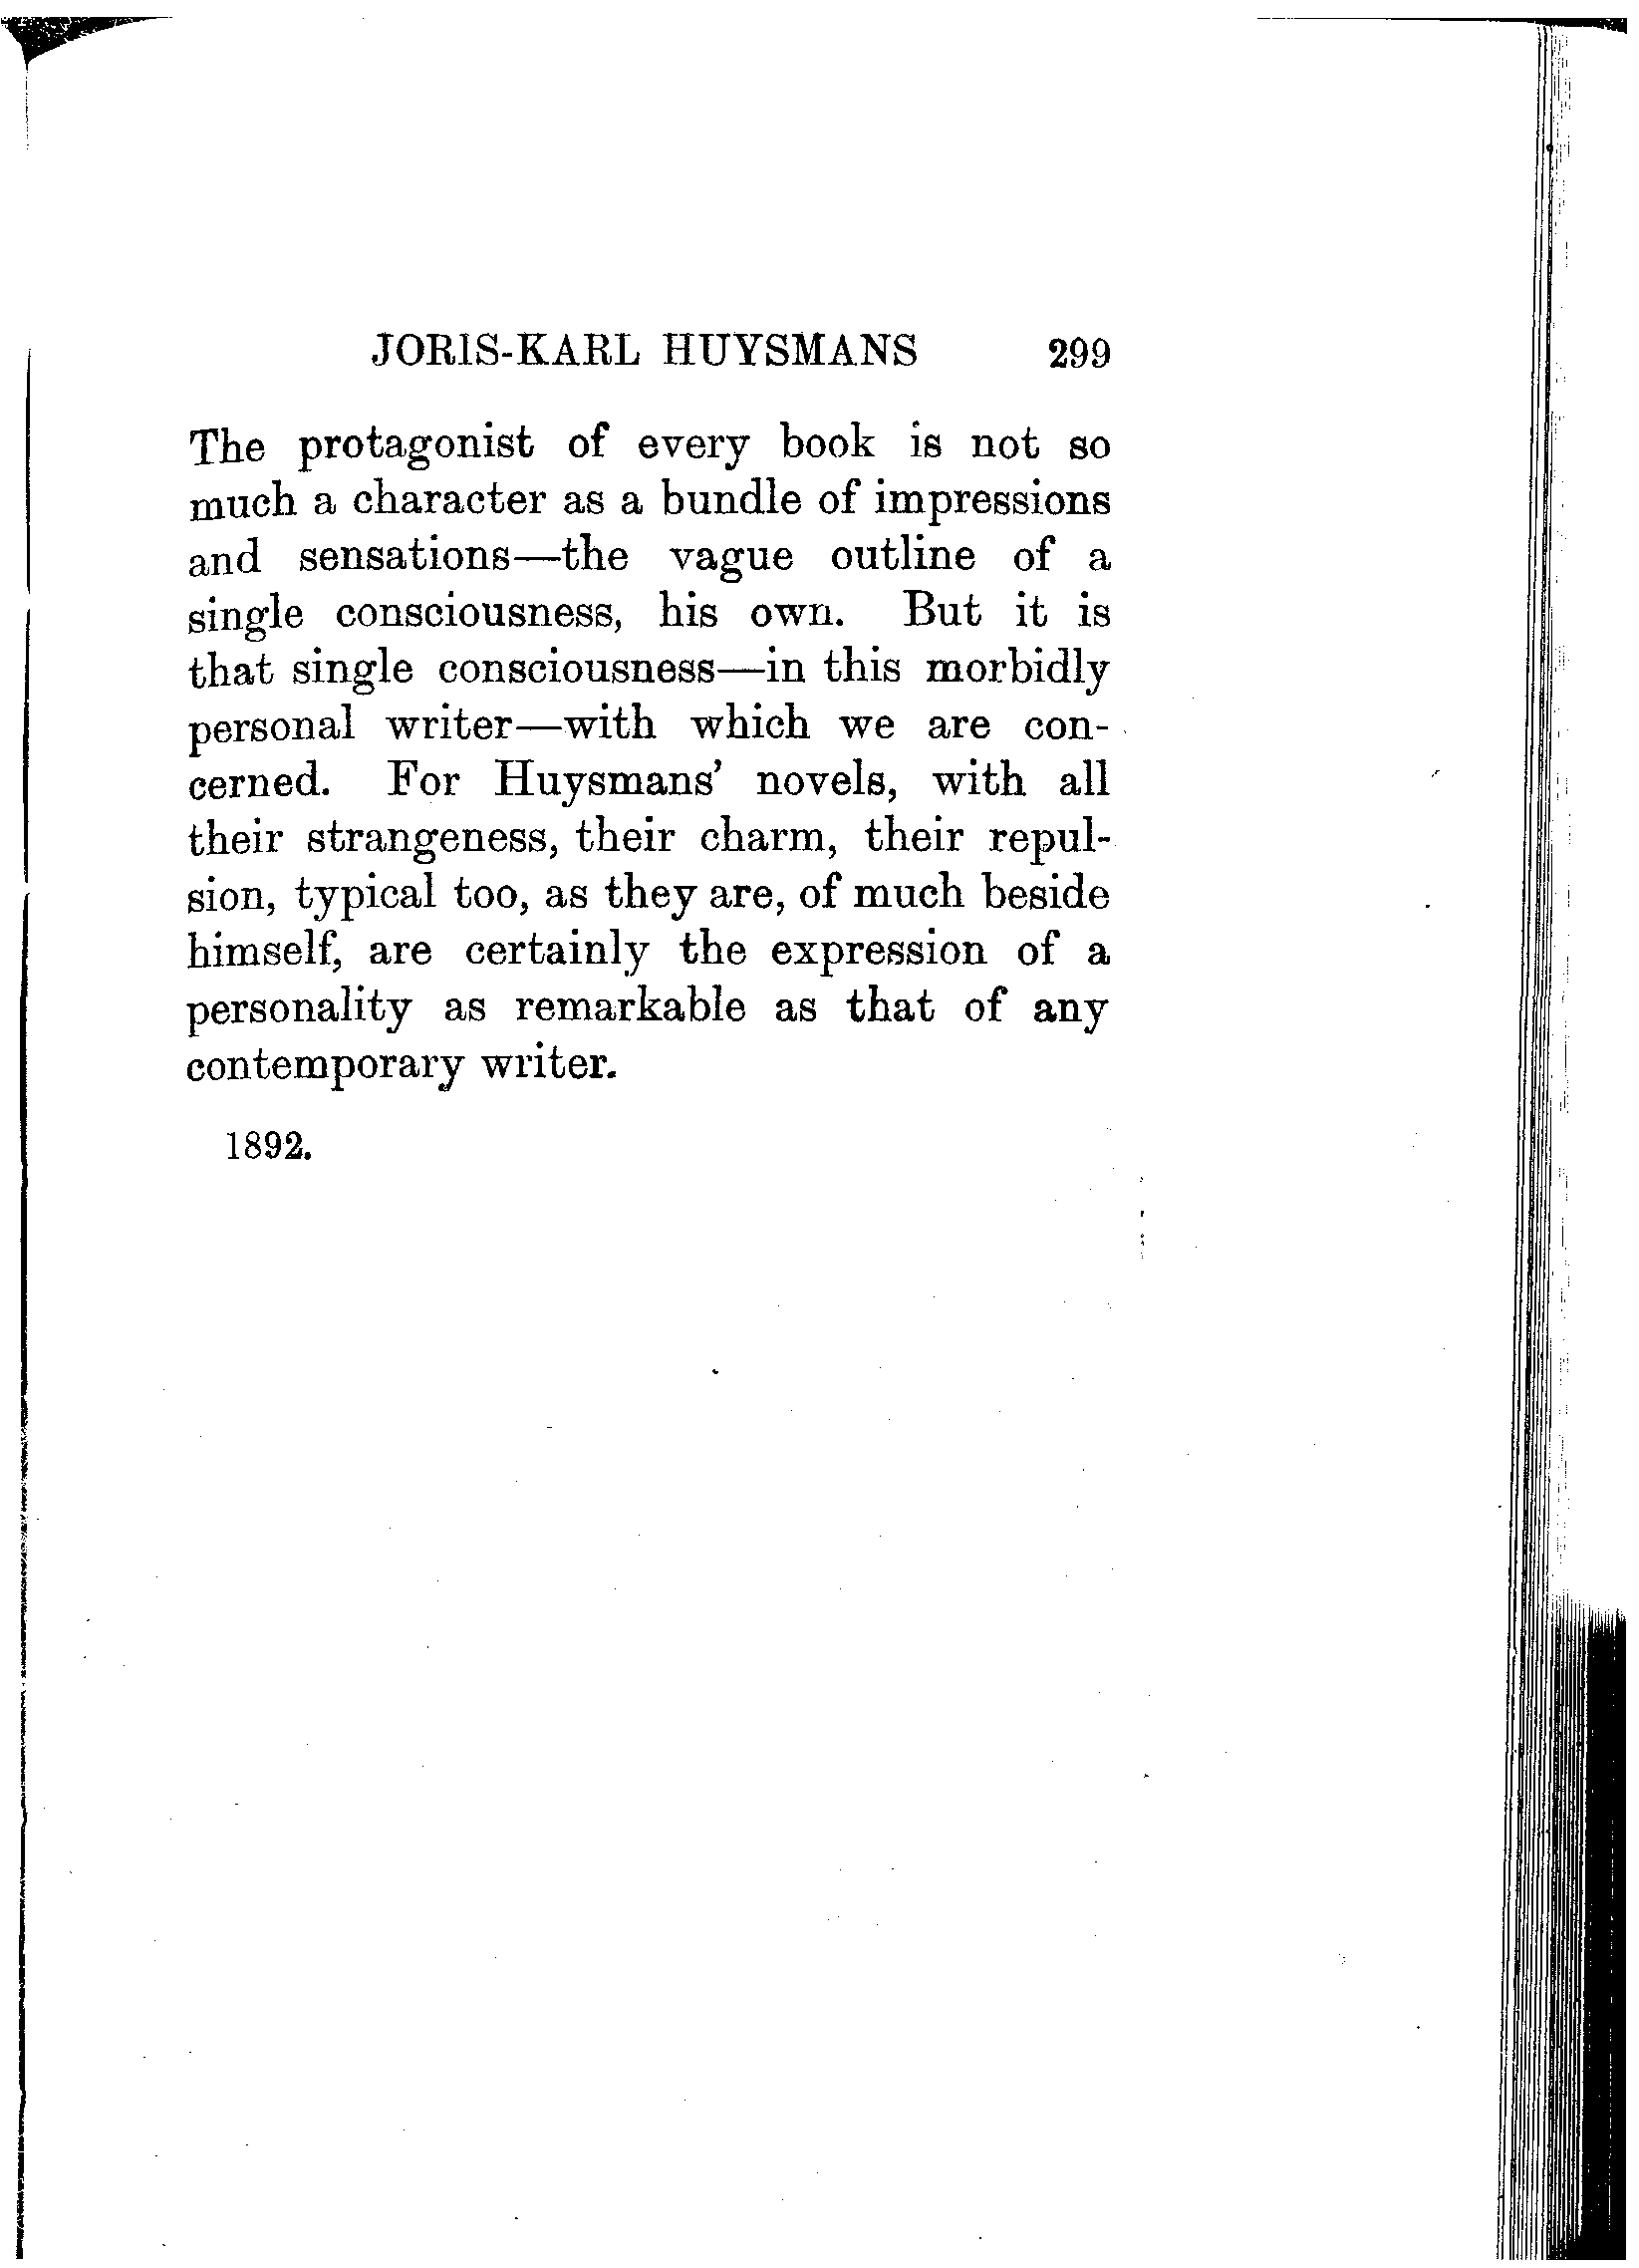 JORIS-KARL HUYSMANS 299
The protagonist of every book is not so
much a character as a bundle of impressions
and sensations—the vague outline of a
single consciousness, his own. But it is
that single consciousness—in this morbidly
personal writer—with which we are con-
cerned. For Huysmans' novels, with all
their strangeness, their charm, their repul-
sion, typical too, as they are, of much beside
himself, are certainly the expression of a
personality as remarkable as that of any
contemporary writer.
1892.